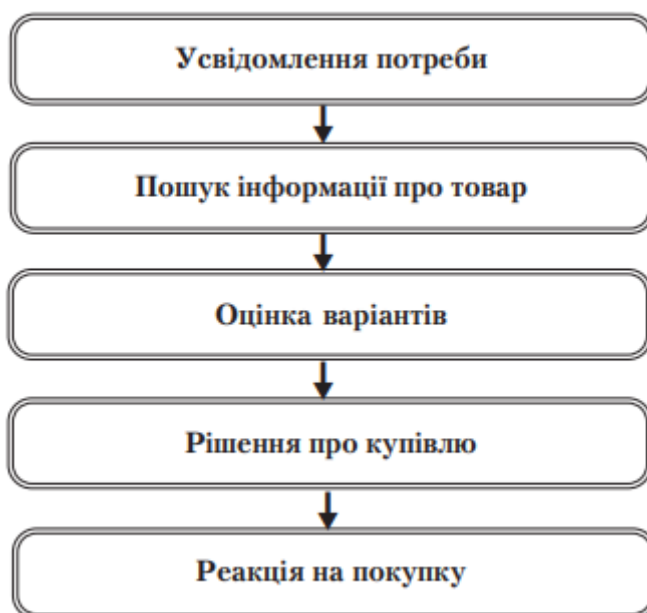 Усвідомлення потреби
Пошук інформації про товар
Оцінка варіантів
Рішення про купівлю
Реакція на покупку